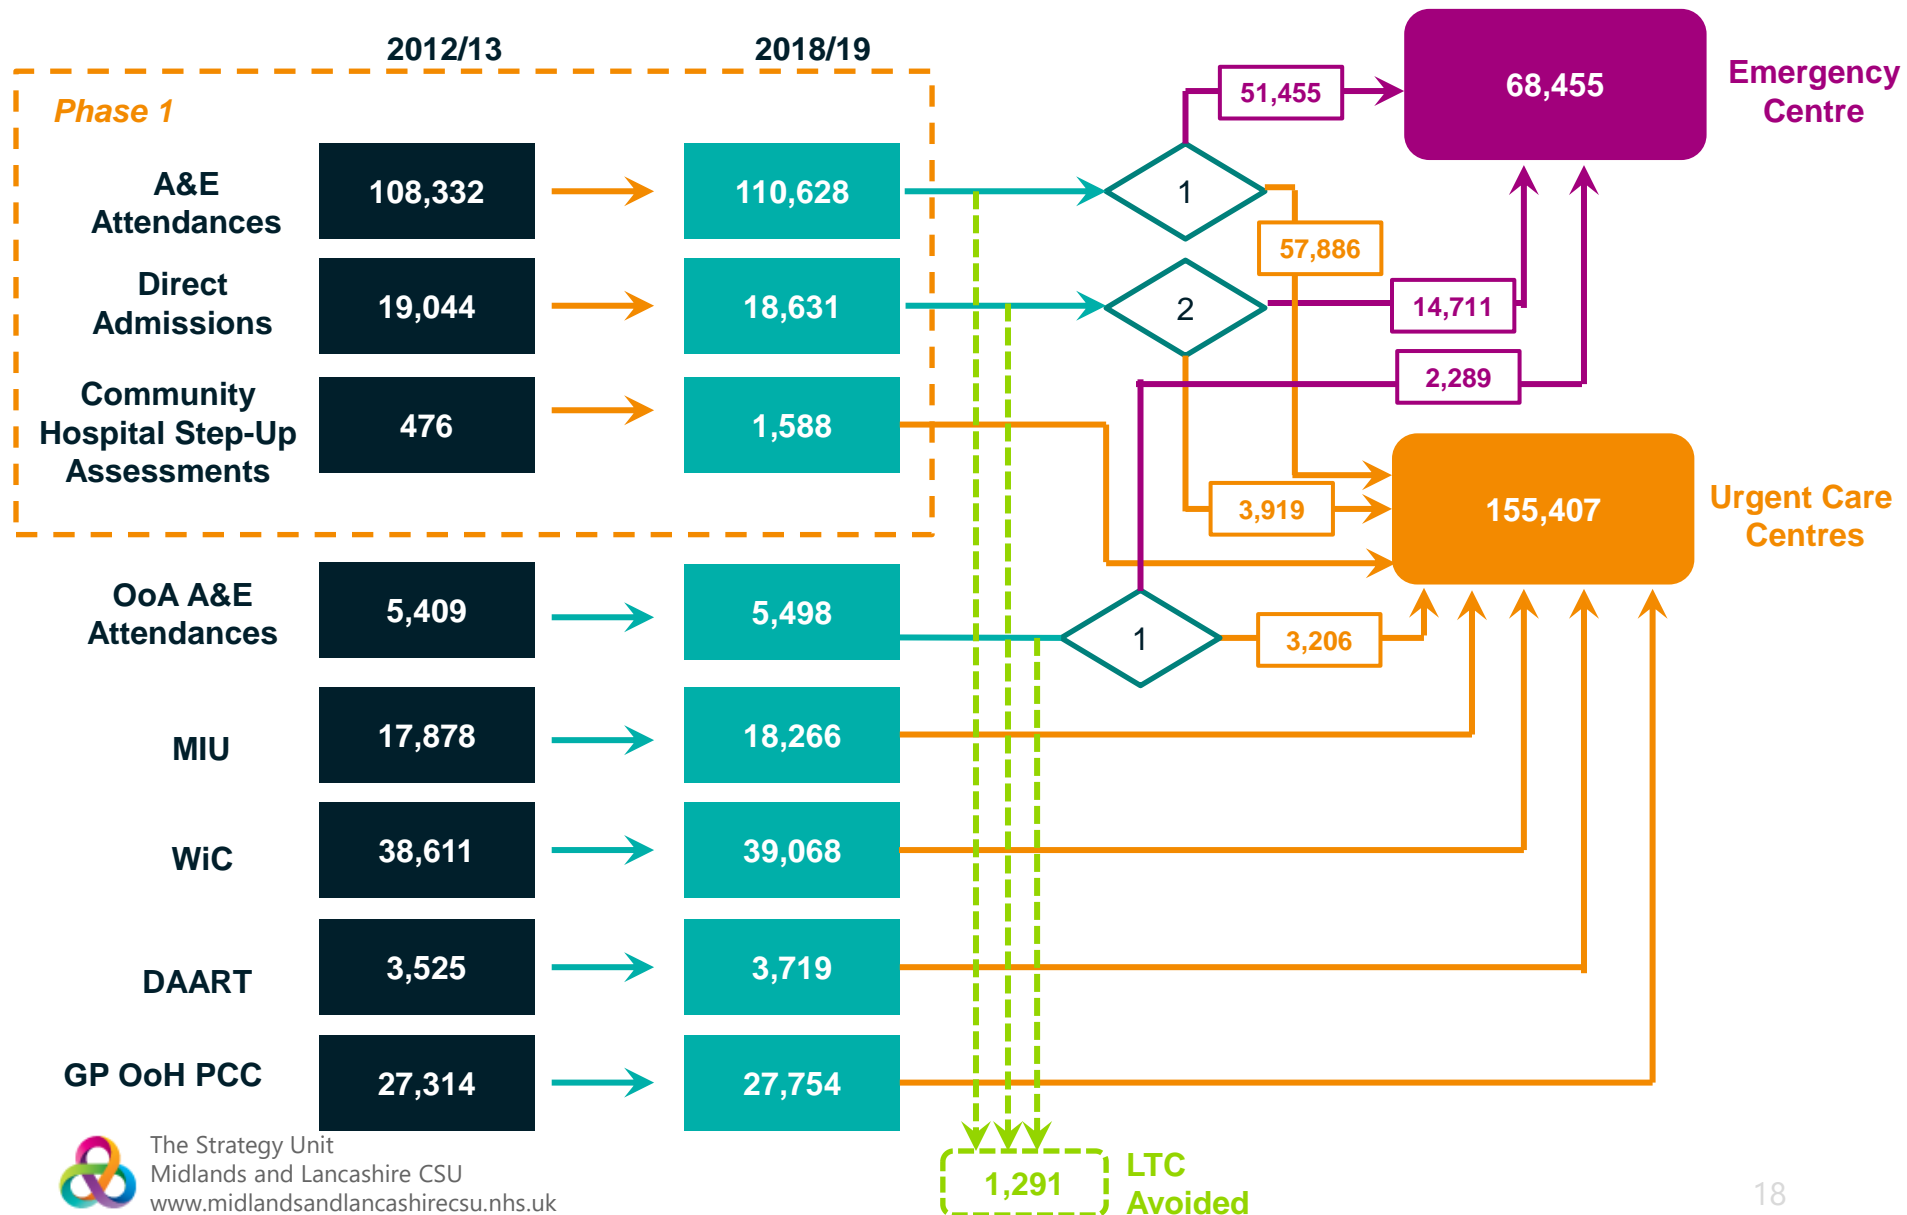 2012/13
2018/19
Phase 1
A&E
Attendances
108,332
110,628
1
51,455
57,886
68,455
Emergency
Centre
Direct
Admissions
19,044
18,631
2
14,711
2,289
Community
Hospital Step-Up
Assessments
476
1,588
3,919
155,407
Urgent Care
Centres
OoA A&E
Attendances
5,409
5,498
1
3,206
MIU
17,878
18,266
WiC
38,611
39,068
DAART
3,525
3,719
GP OoH PCC
27,314
27,754
The Strategy Unit
Midlands and Lancashire CSU
www.midlandsandlancashirecsu.nhs.uk
1,291
LTC
Avoided
18